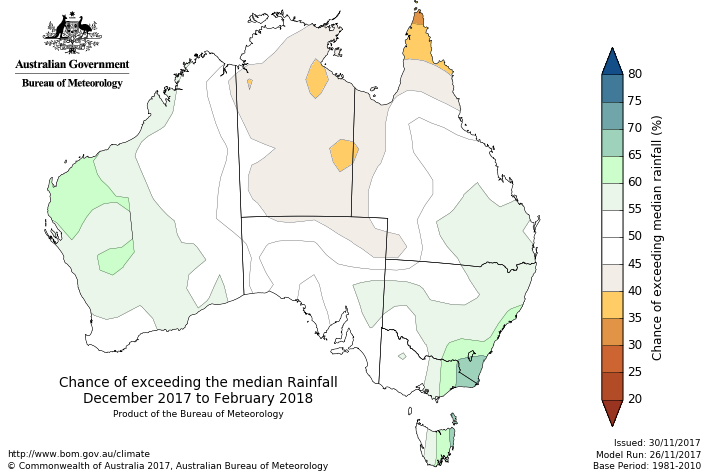 Australian Government
Bureau of Meteorology
80
75
70
65
60
55
50
45
40
35
30
25
20
Chance of exceeding median rainfall (%)
Chance of exceeding the median Rainfall
December 2017 to February 2018
Product of the Bureau of Meteorology
http://www.bom.gov.au/climate
© Commonwealth of Australia 2017, Australian Bureau of Meteorology
Issued: 30/11/2017
Model Run: 26/11/2017
Base Period: 1981-2010